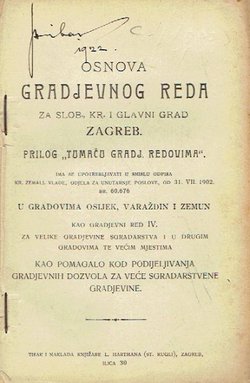 1922.
C.
OSNOVA
GRADJEVNOG REDA
ZA SLOB., KR. I GLAVNI GRAD
ZAGREB.
PRILOG „TUMAČU GRADJ. REDOVIMA“.
IMA SE UPOTREBLJIVATI U SMISLU ODPISA
KR. ZEMALJ. VLADE, ODJELA ZA UNUTARNJE POSLOVE, OD 31. VII. 1902.
BR. 60.676
U GRADOVIMA OSIJEK, VARAŽDIN I ZEMUN
KAO GRADJEVNI RED IV.
ZA VELIKE GRADJEVINE SGRADARSTVA I U DRUGIM
GRADOVIMA TE VEĆIM MJESTIMA
KAO POMAGALO KOD PODIJELJIVANJA
GRADJEVNIH DOZVOLA ZA VEĆE SGRADARSTVENE
GRADJEVINE.
TISAK I NAKLADA KNJIŽARE L. HARTMANA (ST. KUGLI), ZAGREB,
ILICA 30